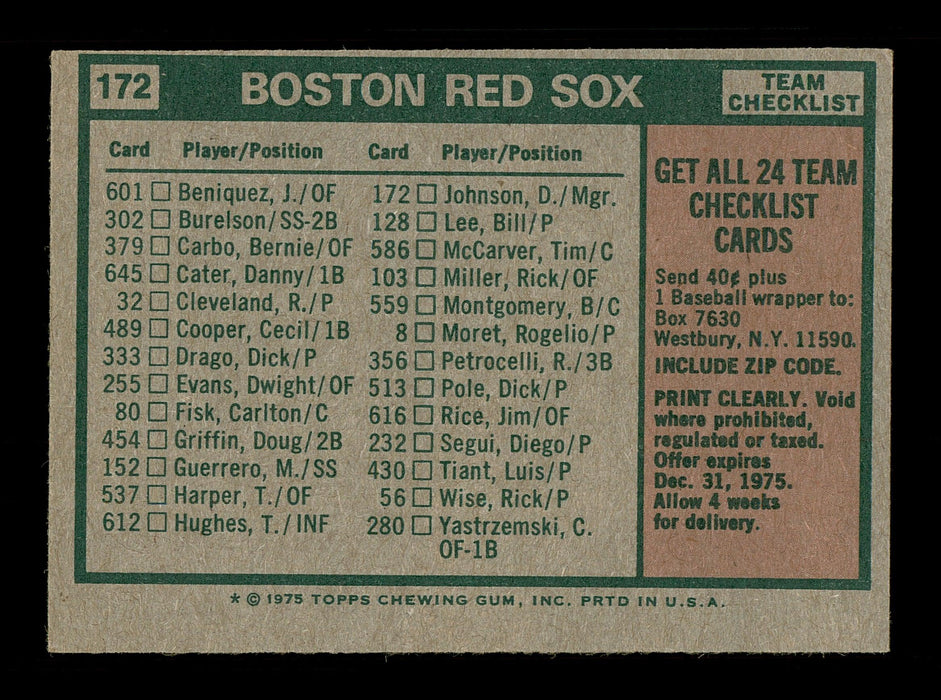 172
BOSTON RED SOX
TEAM
CHECKLIST
Card Player/Position
601 Beniquez, J./OF
302 Burelson/SS-2B
379 Carbo, Bernie/OF
645 Cater, Danny/1B
32 Cleveland, R./P
489 Cooper, Cecil/1B
333 Drago, Dick/P
255 Evans, Dwight/OF
80 Fisk, Carlton/C
454 Griffin, Doug/2B
152 Guerrero, M./SS
537 Harper, T./OF
612 Hughes, T./INF
Card Player/Position
172 Johnson, D./Mgr.
128 Lee, Bill/P
586 McCarver, Tim/C
103 Miller, Rick/OF
559 Montgomery, B/C
8 Moret, Rogelio/P
356 Petrocelli, R./3B
513 Pole, Dick/P
616 Rice, Jim/OF
232 Segui, Diego/P
430 Tiant, Luis/P
56 Wise, Rick/P
280 Yastrzemski, C.
OF-1B
GET ALL 24 TEAM
CHECKLIST
CARDS
Send 40¢ plus
1 Baseball wrapper to:
Box 7630
Westbury, N.Y. 11590.
INCLUDE ZIP CODE.
PRINT CLEARLY. Void
where prohibited,
regulated or taxed.
Offer expires
Dec. 31, 1975.
Allow 4 weeks
for delivery.
* © 1975 TOPPS CHEWING GUM, INC. PRTD IN U.S.A.